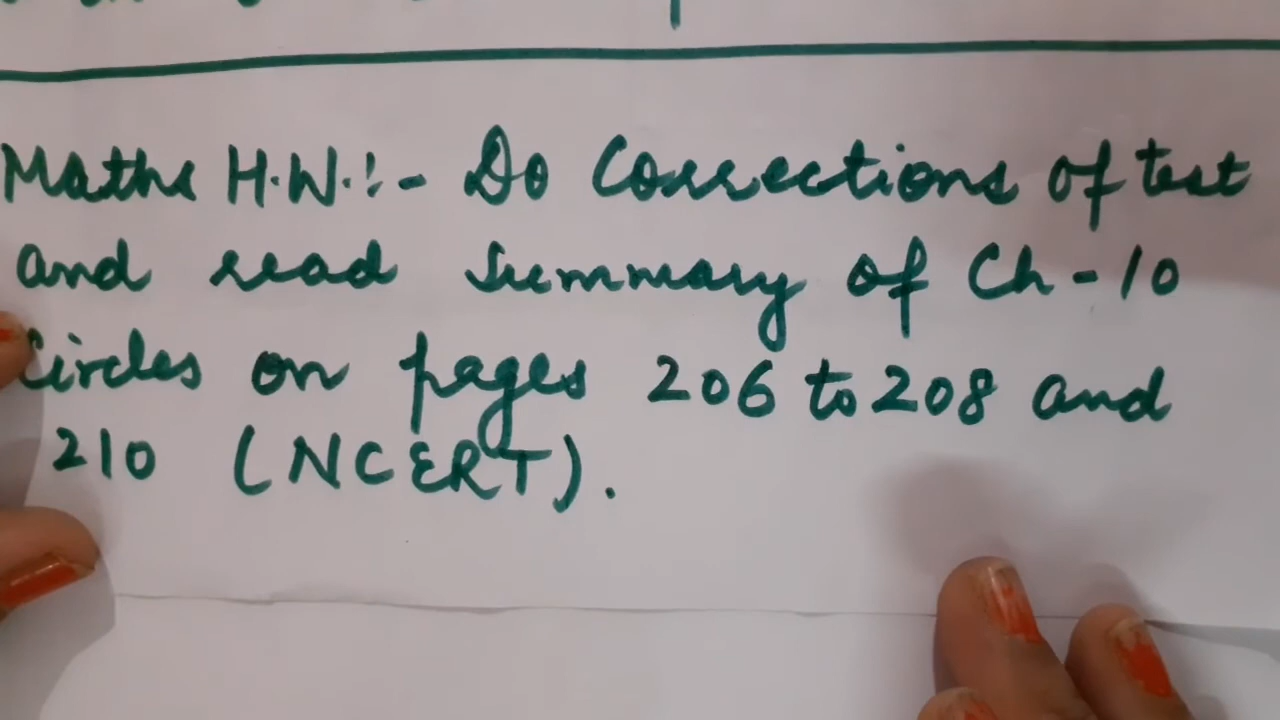 Maths H.W.:- Do Corrections of test
and read Summary of Ch-10
Circles on pages 206 to 208 and
210 (NCERT).